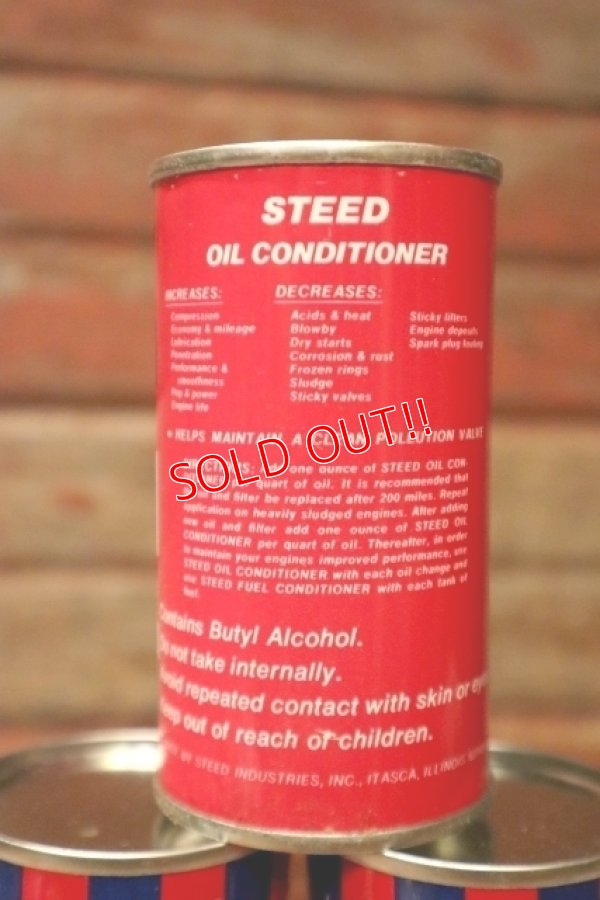 STEED
OIL CONDITIONER
INCREASES:
Compression
Economy & mileage
Lubrication
Penetration
Performance &
smoothness
Pep & power
Engine life
DECREASES:
Acids & heat
Blowby
Dry starts
Corrosion & rust
Frozen rings
Sludge
Sticky valves
Sticky lifters
Engine deposits
Spark plug fouling
HELPS MAINTAIN A CLEAN POLLUTION VALVE
SOLD OUT!!
one ounce of STEED OIL CON-
quart of oil. It is recommended that
oil and filter be replaced after 200 miles. Repeat
application on heavily sludged engines. After adding
new oil and filter add one ounce of STEED OIL
CONDITIONER per quart of oil. Thereafter, in order
to maintain your engines improved performance, use
STEED OIL CONDITIONER with each oil change and
use STEED FUEL CONDITIONER with each tank of
fuel.
Contains Butyl Alcohol.
Do not take internally.
Avoid repeated contact with skin or eyes
Keep out of reach of children.
BY STEED INDUSTRIES, INC., ITASCA, ILLINOIS